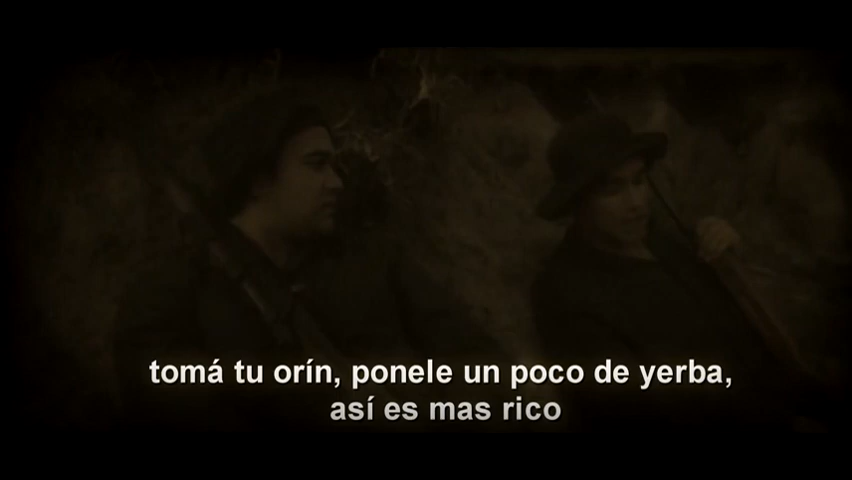 tomá tu orín, ponele un poco de yerba,
así es mas rico